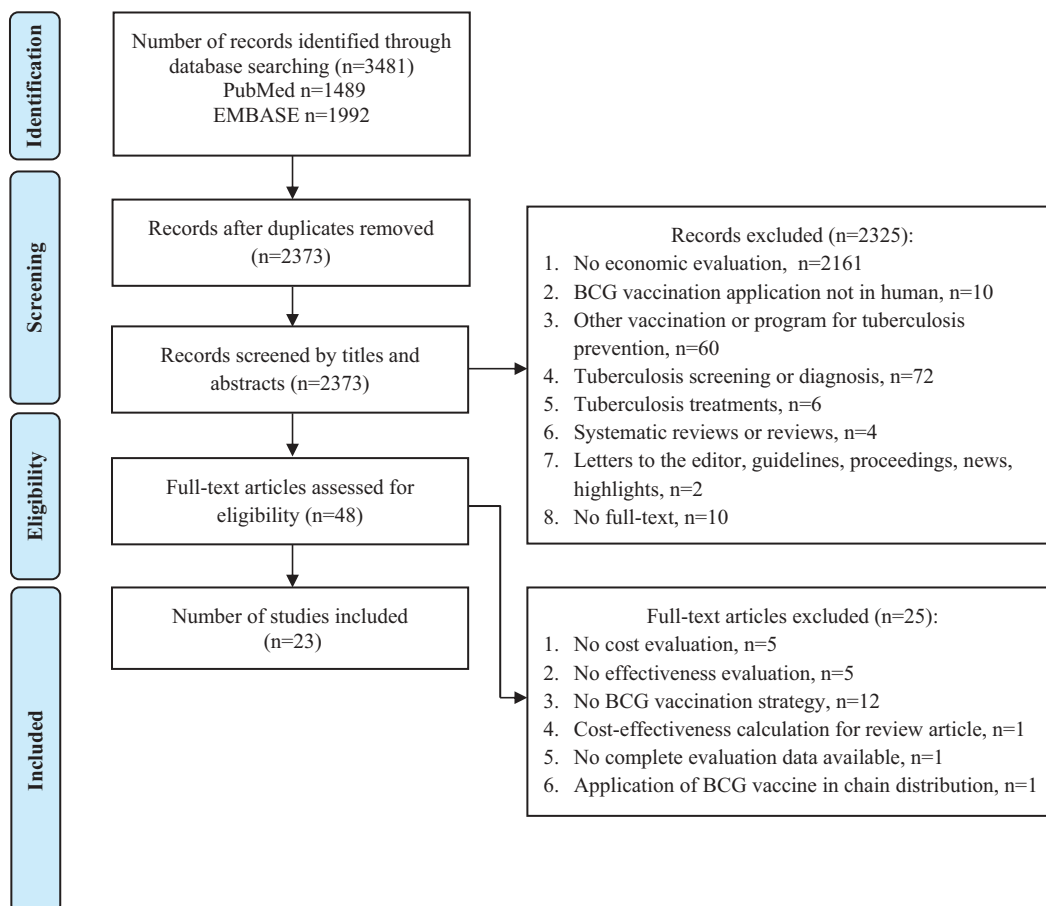 Identification
Number of records identified through
database searching (n=3481)
PubMed n=1489
EMBASE n=1992
Screening
Records after duplicates removed
(n=2373)
Records screened by titles and
abstracts (n=2373)
Records excluded (n=2325):
1. No economic evaluation, n=2161
2. BCG vaccination application not in human, n=10
3. Other vaccination or program for tuberculosis
prevention, n=60
4. Tuberculosis screening or diagnosis, n=72
5. Tuberculosis treatments, n=6
6. Systematic reviews or reviews, n=4
7. Letters to the editor, guidelines, proceedings, news,
highlights, n=2
8. No full-text, n=10
Eligibility
Full-text articles assessed for
eligibility (n=48)
Included
Number of studies included
(n=23)
Full-text articles excluded (n=25):
1. No cost evaluation, n=5
2. No effectiveness evaluation, n=5
3. No BCG vaccination strategy, n=12
4. Cost-effectiveness calculation for review article, n=1
5. No complete evaluation data available, n=1
6. Application of BCG vaccine in chain distribution, n=1